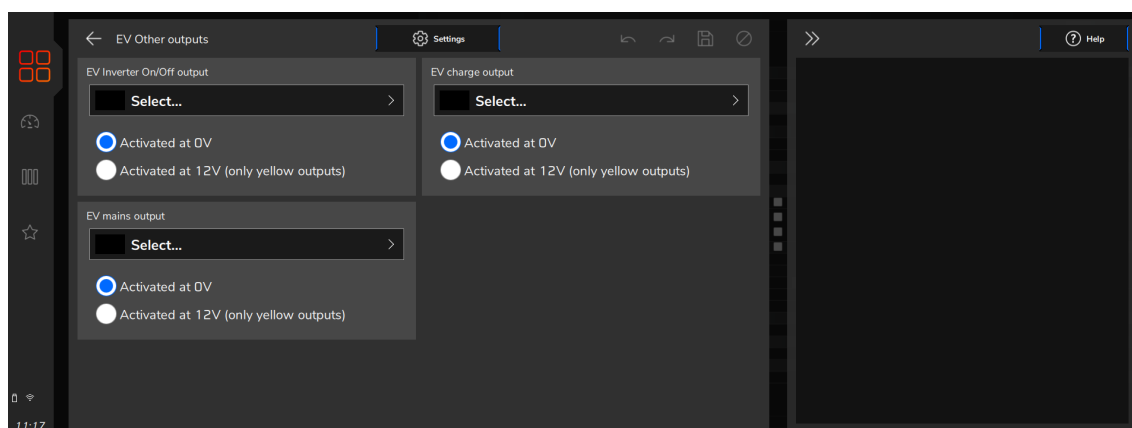 EV Other outputs
Settings
Help
EV Inverter On/Off output
Select...
Activated at 0V
Activated at 12V (only yellow outputs)
EV charge output
Select...
Activated at 0V
Activated at 12V (only yellow outputs)
EV mains output
Select...
Activated at 0V
Activated at 12V (only yellow outputs)
11:17